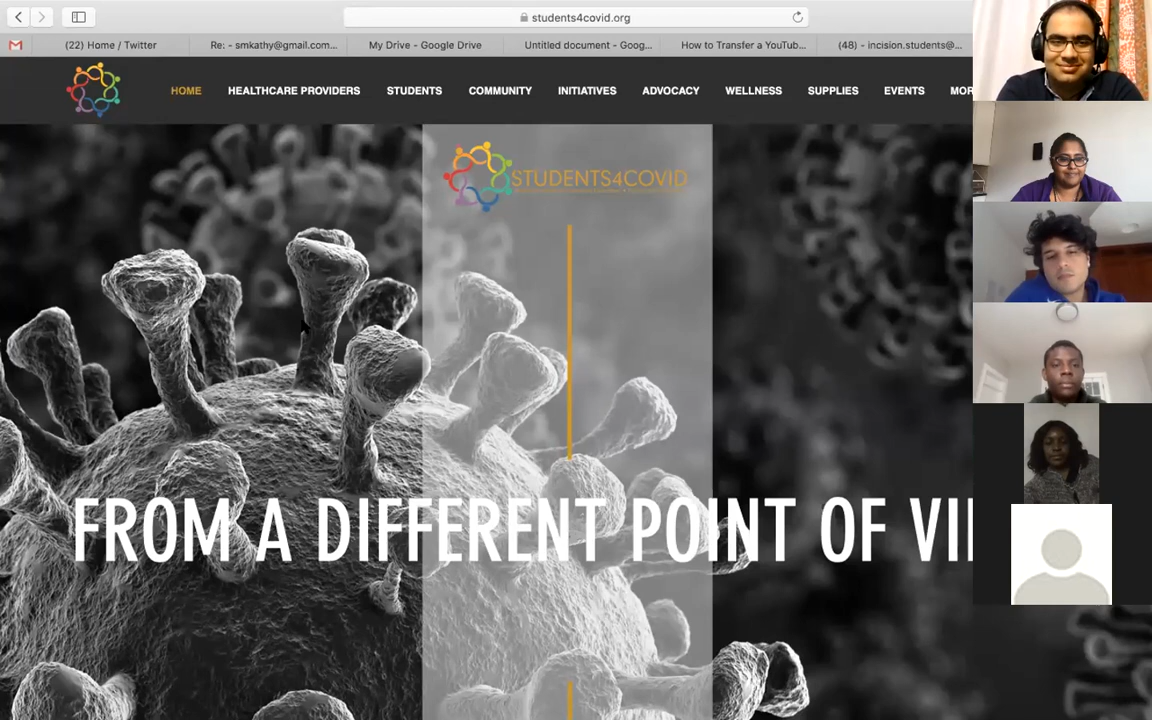 students4covid.org
(22) Home / Twitter
Re: - smkathy@gmail.com...
My Drive - Google Drive
Untitled document - Goog...
How to Transfer a YouTub...
(48) - incision.students@...
HOME
HEALTHCARE PROVIDERS
STUDENTS
COMMUNITY
INITIATIVES
ADVOCACY
WELLNESS
SUPPLIES
EVENTS
MOR
STUDENTS4COVID
FROM A DIFFERENT POINT OF VI